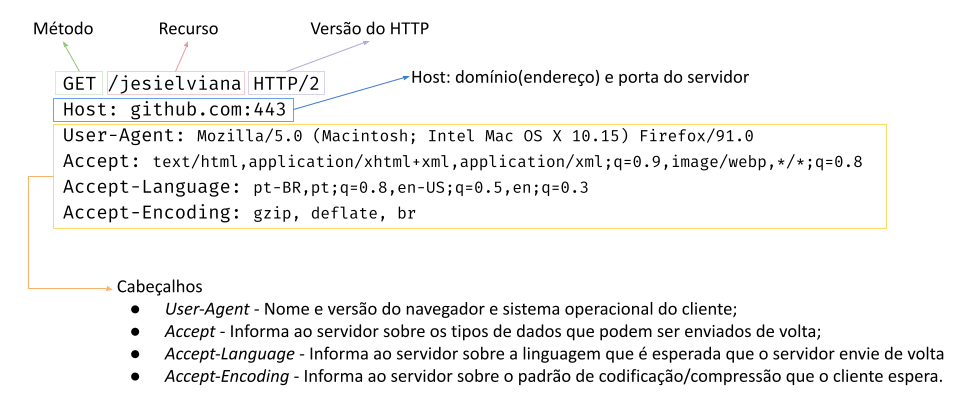 Método Recurso Versão do HTTP
GET /jesielviana HTTP/2
Host: domínio(endereço) e porta do servidor
Host: github.com:443
User-Agent: Mozilla/5.0 (Macintosh; Intel Mac OS X 10.15) Firefox/91.0
Accept: text/html,application/xhtml+xml,application/xml;q=0.9,image/webp,*/*;q=0.8
Accept-Language: pt-BR,pt;q=0.8,en-US;q=0.5,en;q=0.3
Accept-Encoding: gzip, deflate, br
Cabeçalhos
● User-Agent - Nome e versão do navegador e sistema operacional do cliente;
● Accept - Informa ao servidor sobre os tipos de dados que podem ser enviados de volta;
● Accept-Language - Informa ao servidor sobre a linguagem que é esperada que o servidor envie de volta
● Accept-Encoding - Informa ao servidor sobre o padrão de codificação/compressão que o cliente espera.